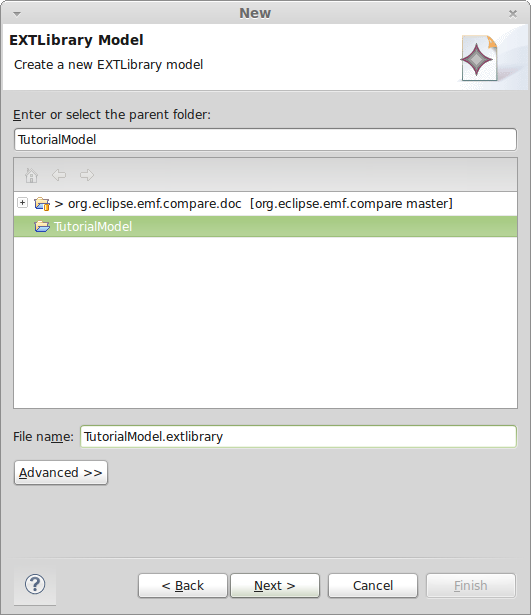 New
EXTLibrary Model
Create a new EXTLibrary model
Enter or select the parent folder:
TutorialModel
> org.eclipse.emf.compare.doc [org.eclipse.emf.compare master]
TutorialModel
File name: TutorialModel.extlibrary
Advanced >>
? < Back Next > Cancel Finish